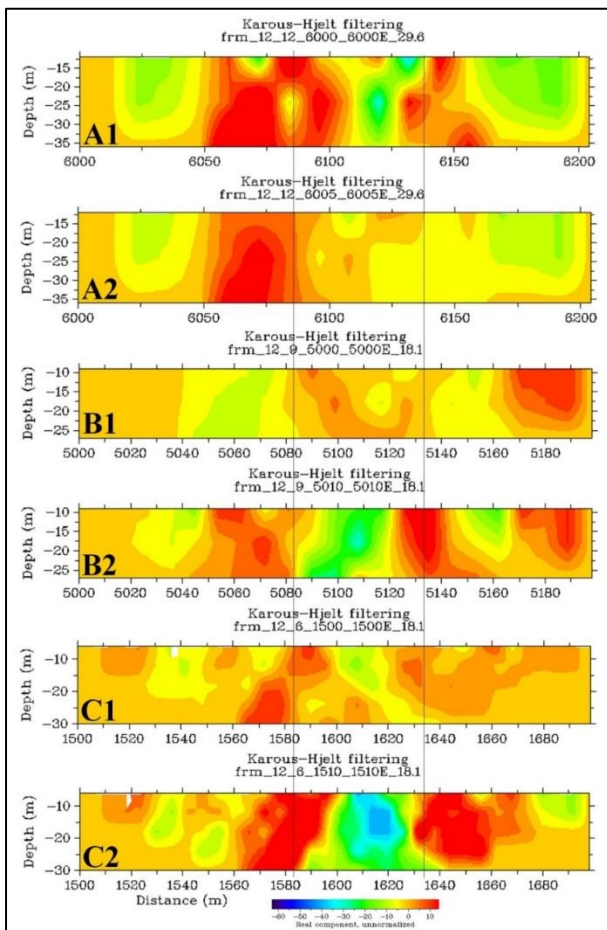 Karous-Hjelt filtering
frm_12_12_6000_6000E_29.6
Depth (m)
-15
-20
-25
-30
-35
A1
6000 6050 6100 6150 6200
Karous-Hjelt filtering
frm_12_12_6005_6005E_29.6
Depth (m)
-15
-20
-25
-30
-35
A2
6000 6050 6100 6150 6200
Karous-Hjelt filtering
frm_12_9_5000_5000E_18.1
Depth (m)
-10
-15
-20
-25
B1
5000 5020 5040 5060 5080 5100 5120 5140 5160 5180
Karous-Hjelt filtering
frm_12_9_5010_5010E_18.1
Depth (m)
-10
-15
-20
-25
B2
5000 5020 5040 5060 5080 5100 5120 5140 5160 5180
Karous-Hjelt filtering
frm_12_6_1500_1500E_18.1
Depth (m)
-10
-20
-30
C1
1500 1520 1540 1560 1580 1600 1620 1640 1660 1680
Karous-Hjelt filtering
frm_12_6_1510_1510E_18.1
Depth (m)
-10
-20
-30
C2
1500 1520 1540 1560 1580 1600 1620 1640 1660 1680
Distance (m)
-60 -50 -40 -30 -20 -10 0 10
Real component, unnormalized